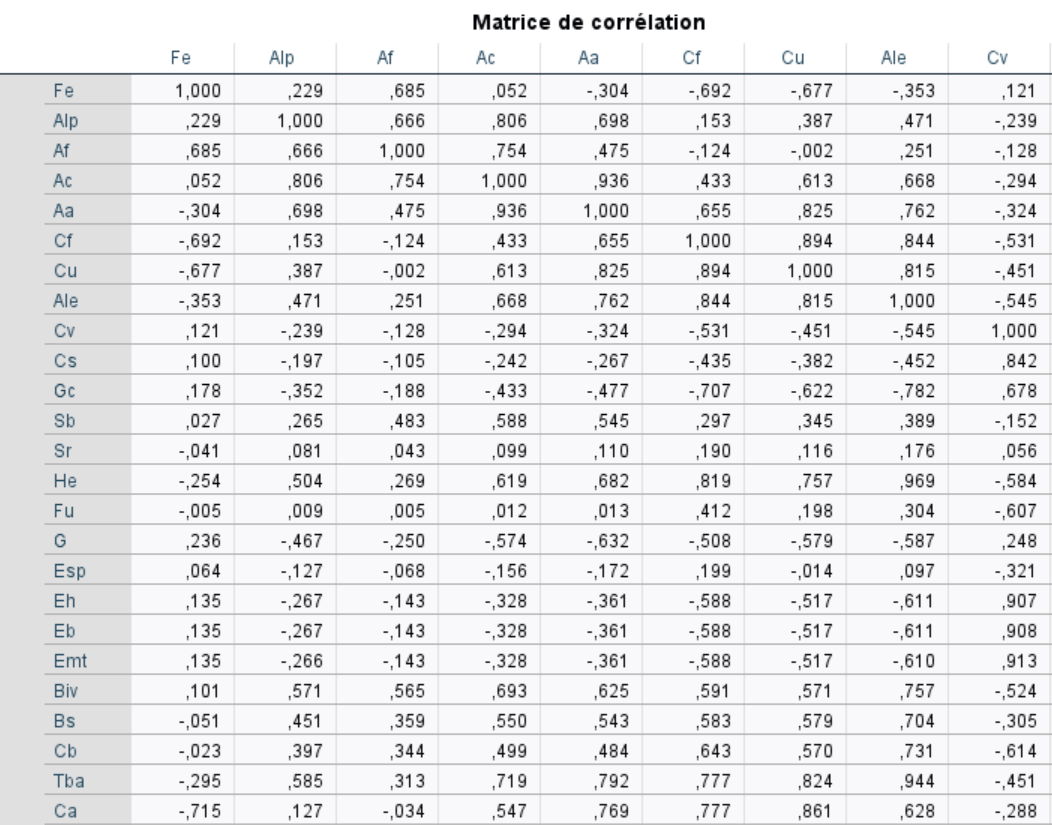 Matrice de corrélation
Fe Alp Af Ac Aa Cf Cu Ale Cv
Fe 1,000 ,229 ,685 ,052 -,304 -,692 -,677 -,353 ,121
Alp ,229 1,000 ,666 ,806 ,698 ,153 ,387 ,471 -,239
Af ,685 ,666 1,000 ,754 ,475 -,124 -,002 ,251 -,128
Ac ,052 ,806 ,754 1,000 ,936 ,433 ,613 ,668 -,294
Aa -,304 ,698 ,475 ,936 1,000 ,655 ,825 ,762 -,324
Cf -,692 ,153 -,124 ,433 ,655 1,000 ,894 ,844 -,531
Cu -,677 ,387 -,002 ,613 ,825 ,894 1,000 ,815 -,451
Ale -,353 ,471 ,251 ,668 ,762 ,844 ,815 1,000 -,545
Cv ,121 -,239 -,128 -,294 -,324 -,531 -,451 -,545 1,000
Cs ,100 -,197 -,105 -,242 -,267 -,435 -,382 -,452 ,842
Gc ,178 -,352 -,188 -,433 -,477 -,707 -,622 -,782 ,678
Sb ,027 ,265 ,483 ,588 ,545 ,297 ,345 ,389 -,152
Sr -,041 ,081 ,043 ,099 ,110 ,190 ,116 ,176 ,056
He -,254 ,504 ,269 ,619 ,682 ,819 ,757 ,969 -,584
Fu -,005 ,009 ,005 ,012 ,013 ,412 ,198 ,304 -,607
G ,236 -,467 -,250 -,574 -,632 -,508 -,579 -,587 ,248
Esp ,064 -,127 -,068 -,156 -,172 ,199 -,014 ,097 -,321
Eh ,135 -,267 -,143 -,328 -,361 -,588 -,517 -,611 ,907
Eb ,135 -,267 -,143 -,328 -,361 -,588 -,517 -,611 ,908
Emt ,135 -,266 -,143 -,328 -,361 -,588 -,517 -,610 ,913
Biv ,101 ,571 ,565 ,693 ,625 ,591 ,571 ,757 -,524
Bs -,051 ,451 ,359 ,550 ,543 ,583 ,579 ,704 -,305
Cb -,023 ,397 ,344 ,499 ,484 ,643 ,570 ,731 -,614
Tba -,295 ,585 ,313 ,719 ,792 ,777 ,824 ,944 -,451
Ca -,715 ,127 -,034 ,547 ,769 ,777 ,861 ,628 -,288